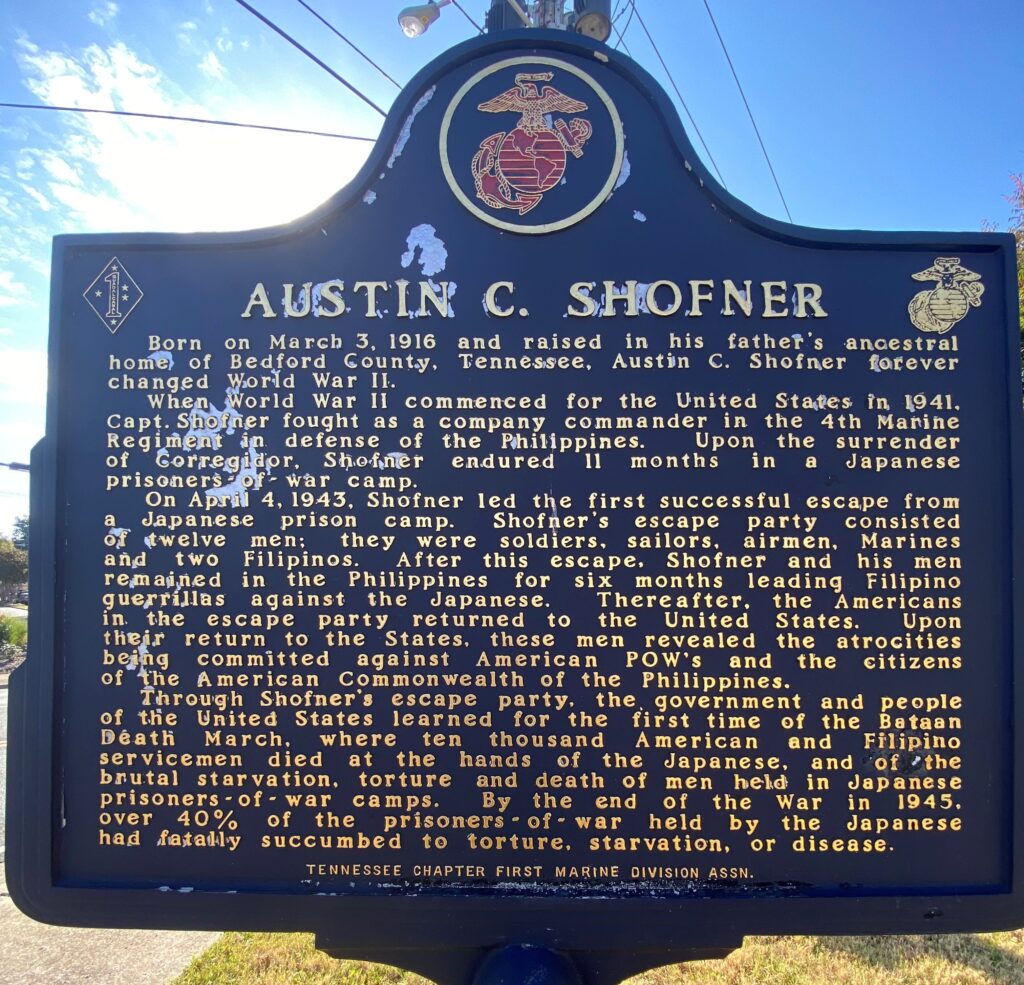 AUSTIN C. SHOFNER
Born on March 3, 1916 and raised in his father's ancestral
home of Bedford County, Tennessee, Austin C. Shofner forever
changed World War II.
When World War II commenced for the United States in 1941,
Capt. Shofner fought as a company commander in the 4th Marine
Regiment in defense of the Philippines. Upon the surrender
of Corregidor, Shofner endured 11 months in a Japanese
prisoners-of-war camp.
On April 4, 1943, Shofner led the first successful escape from
a Japanese prison camp. Shofner's escape party consisted
of twelve men; they were soldiers, sailors, airmen, Marines
and two Filipinos. After this escape, Shofner and his men
remained in the Philippines for six months leading Filipino
guerrillas against the Japanese. Thereafter, the Americans
in the escape party returned to the United States. Upon
their return to the States, these men revealed the atrocities
being committed against American POW's and the citizens
of the American Commonwealth of the Philippines.
Through Shofner's escape party, the government and people
of the United States learned for the first time of the Bataan
Death March, where ten thousand American and Filipino
servicemen died at the hands of the Japanese, and of the
brutal starvation, torture and death of men held in Japanese
prisoners-of-war camps. By the end of the War in 1945,
over 40% of the prisoners-of-war held by the Japanese
had fatally succumbed to torture, starvation, or disease.
TENNESSEE CHAPTER FIRST MARINE DIVISION ASSN.